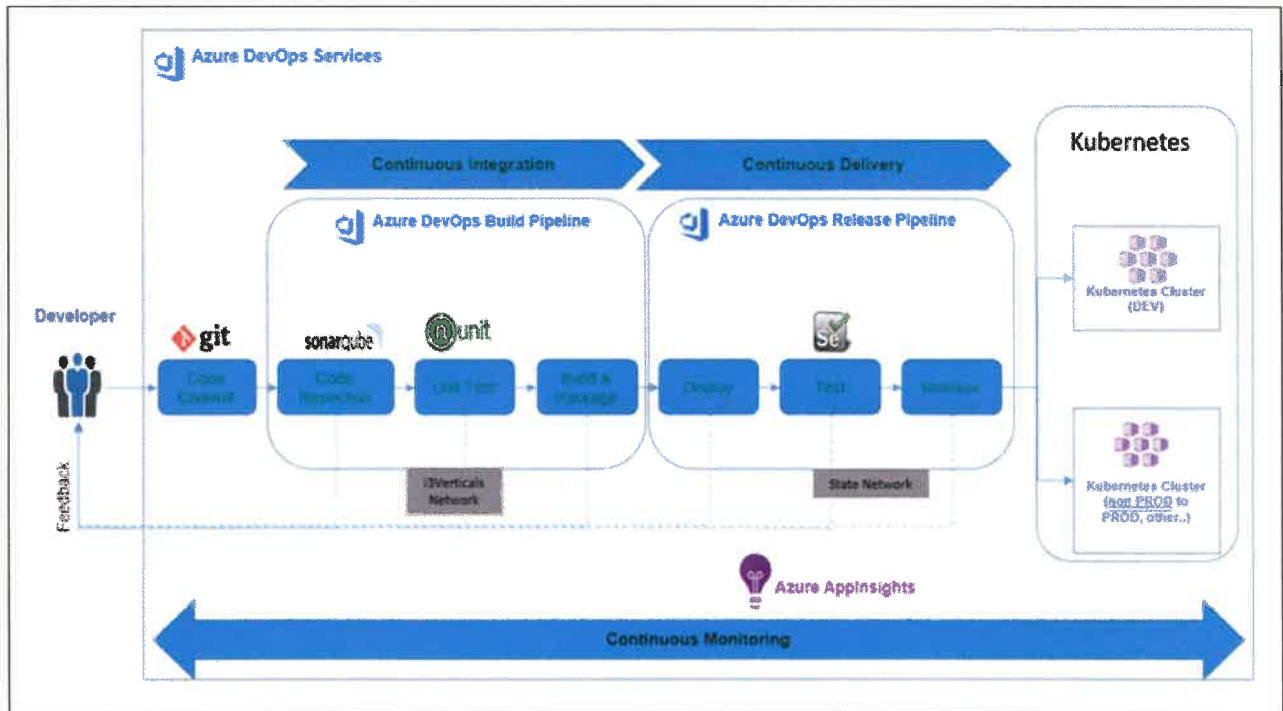 Azure DevOps Services
Kubernetes
Continuous Integration
Continuous Delivery
Azure DevOps Build Pipeline
Azure DevOps Release Pipeline
Kubernetes Cluster
(DEV)
Developer
git
sonarqube
nunit
Se
Code
Commit
Code
Inspection
Unit Test
Build &
Package
Deploy
Test
Release
i3Verticals
Network
State Network
Kubernetes Cluster
(non PROD to
PROD, other..)
Feedback
Azure AppInsights
Continuous Monitoring